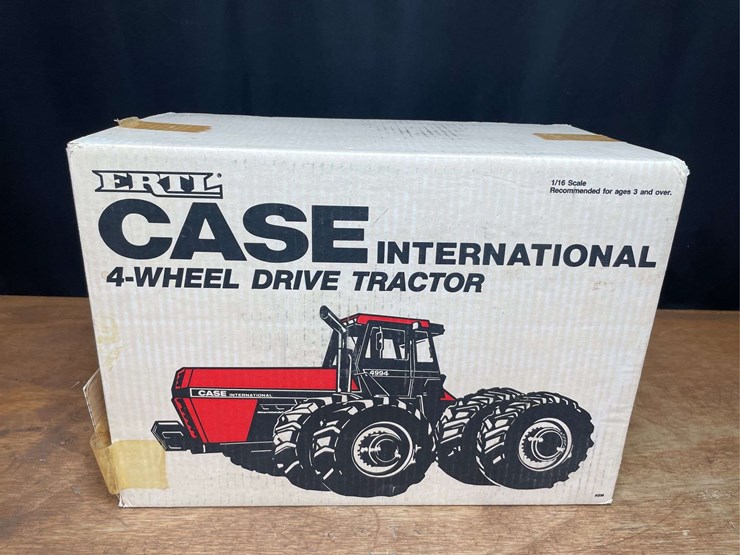 ERTL
1/16 Scale
Recommended for ages 3 and over.
CASE INTERNATIONAL
4-WHEEL DRIVE TRACTOR
4994
CASE INTERNATIONAL